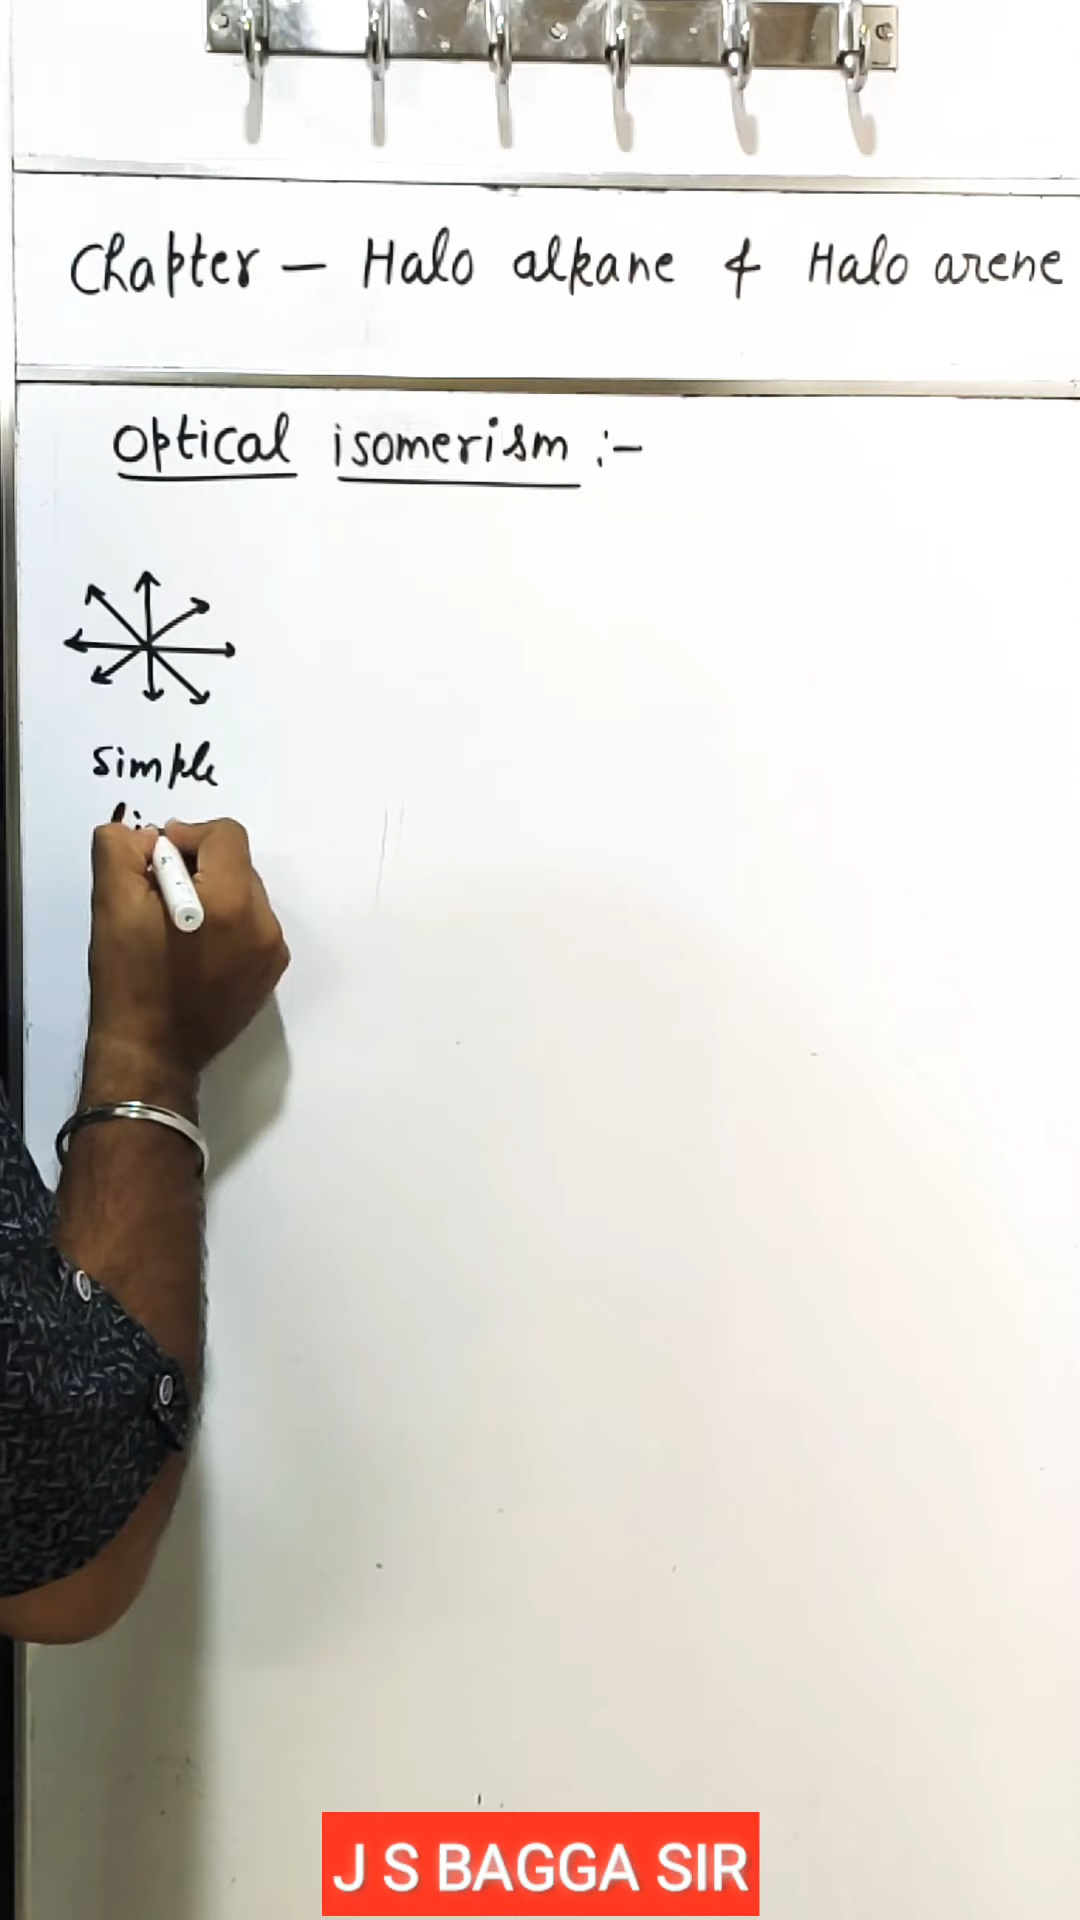 Chapter – Halo alkane & Halo arene
Optical isomerism :–
simple
J S BAGGA SIR